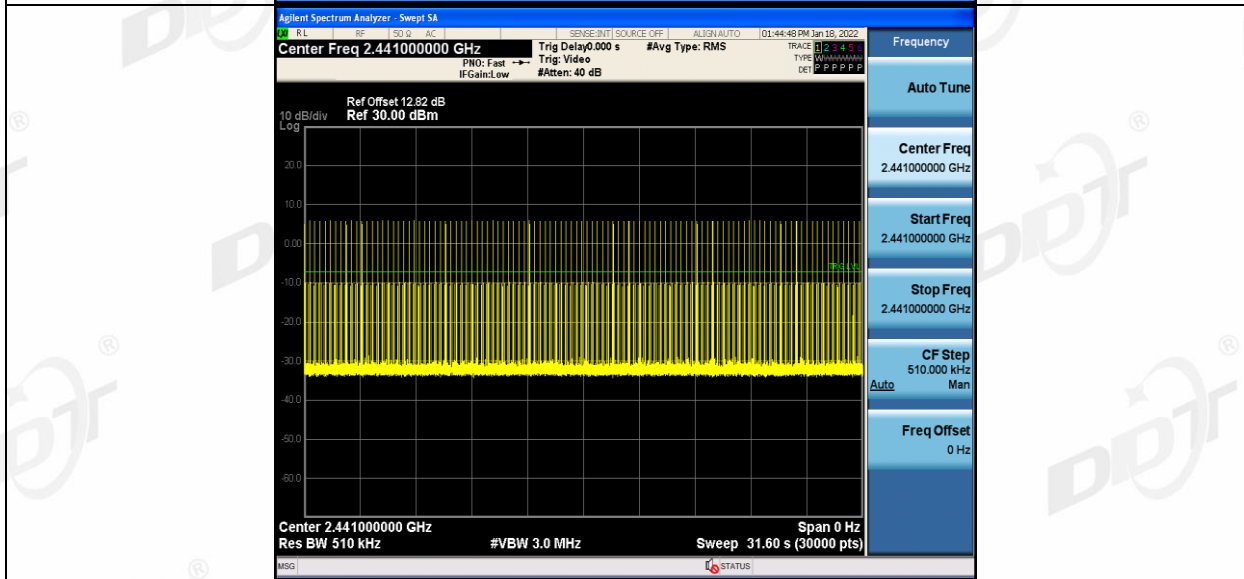 Agilent Spectrum Analyzer - Swept SA
RL RF 50 Ω AC SENSE:INT SOURCE OFF ALIGN AUTO 01:44:48 PM Jan 18, 2022
Center Freq 2.441000000 GHz Trig Delay0.000 s #Avg Type: RMS TRACE 1 2 3 4 5 6
PNO: Fast Trig: Video TYPE
IFGain:Low #Atten: 40 dB DET P P P P P P
Frequency
Auto Tune
Ref Offset 12.82 dB
10 dB/div Ref 30.00 dBm
Log
20.0
10.0
0.00
-10.0
-20.0
-30.0
-40.0
-50.0
-60.0
Center Freq
2.441000000 GHz
Start Freq
2.441000000 GHz
Stop Freq
2.441000000 GHz
CF Step
510.000 kHz
Auto Man
Freq Offset
0 Hz
Center 2.441000000 GHz Span 0 Hz
Res BW 510 kHz #VBW 3.0 MHz Sweep 31.60 s (30000 pts)
MSG STATUS
DDT
®